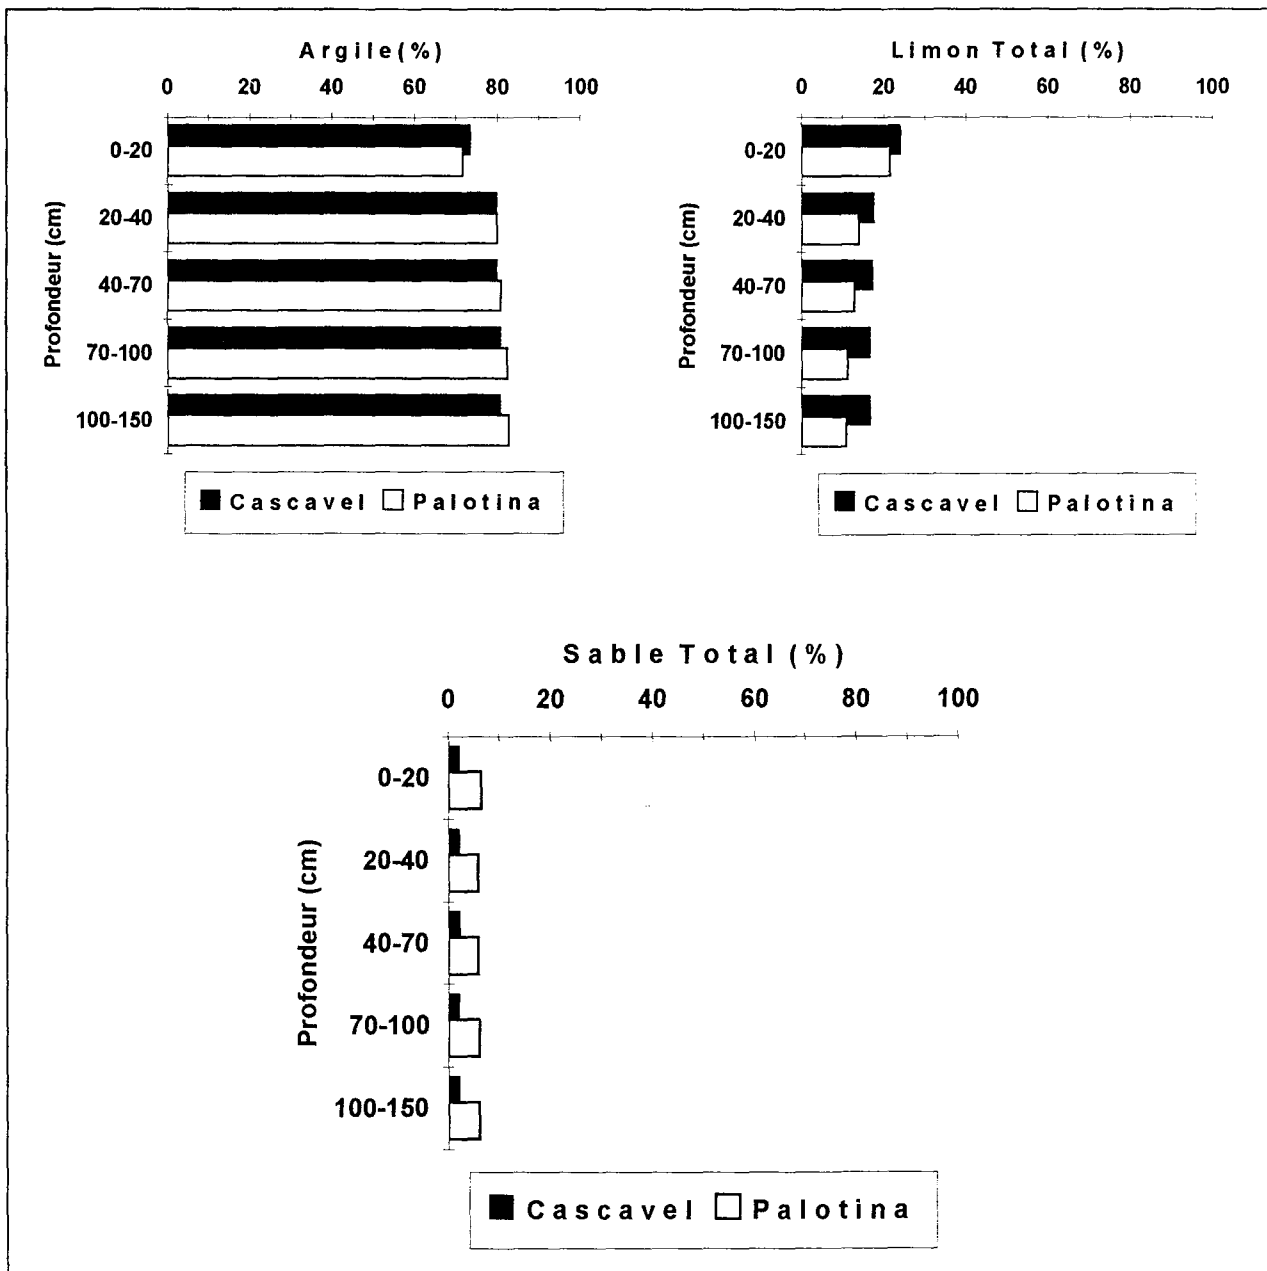 Argile (%)
0 20 40 60 80 100
Profondeur (cm)
0-20
20-40
40-70
70-100
100-150
Cascavel Palotina
Limon Total (%)
0 20 40 60 80 100
Profondeur (cm)
0-20
20-40
40-70
70-100
100-150
Cascavel Palotina
Sable Total (%)
0 20 40 60 80 100
Profondeur (cm)
0-20
20-40
40-70
70-100
100-150
Cascavel Palotina